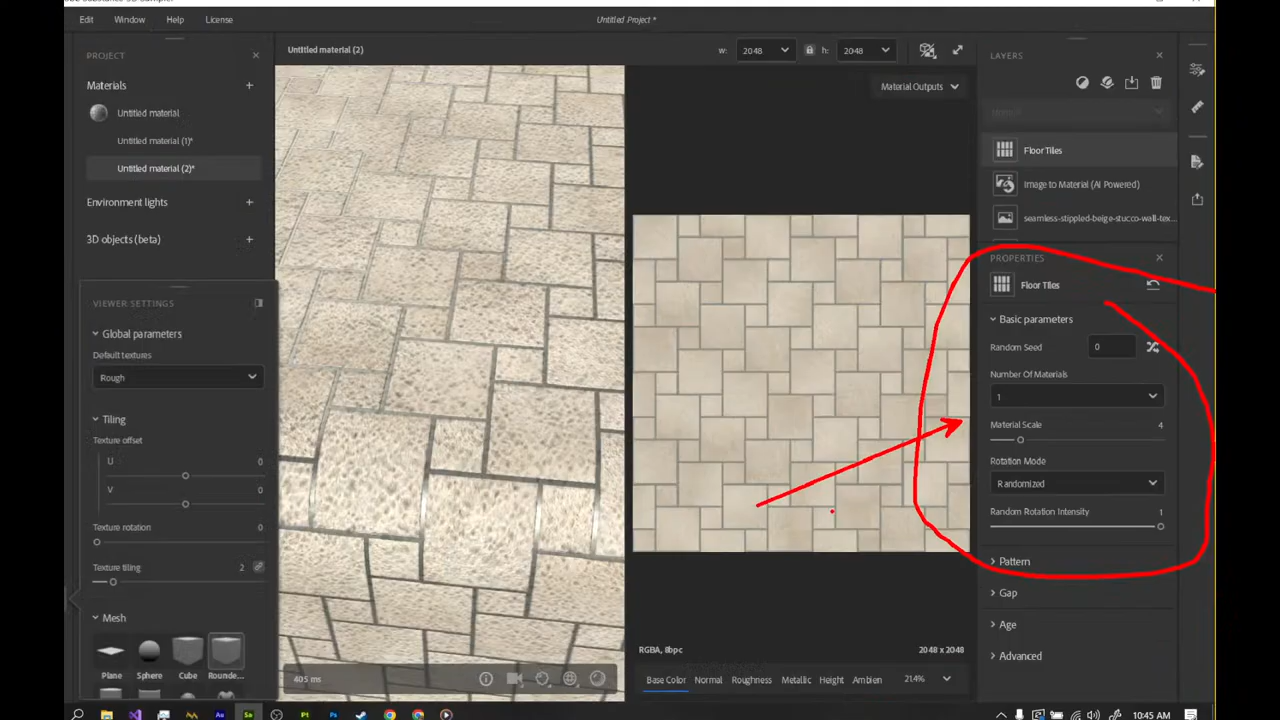 Edit Window Help License
Untitled Project *
PROJECT
Materials
Untitled material
Untitled material (1)*
Untitled material (2)*
Environment lights
3D objects (beta)
VIEWER SETTINGS
Global parameters
Default textures
Rough
Tiling
Texture offset
U 0
V 0
Texture rotation 0
Texture tiling 2
Mesh
Plane Sphere Cube Rounde...
Untitled material (2)
w: 2048 h: 2048
Material Outputs
405 ms
RGBA, 8bpc 2048 x 2048
Base Color Normal Roughness Metallic Height Ambien 21.4%
LAYERS
Normal
Floor Tiles
Image to Material (AI Powered)
seamless-stippled-beige-stucco-wall-tex...
PROPERTIES
Floor Tiles
Basic parameters
Random Seed 0
Number Of Materials
1
Material Scale 4
Rotation Mode
Randomized
Random Rotation Intensity 1
Pattern
Gap
Age
Advanced
Ae Sa Pt Ps
10:45 AM